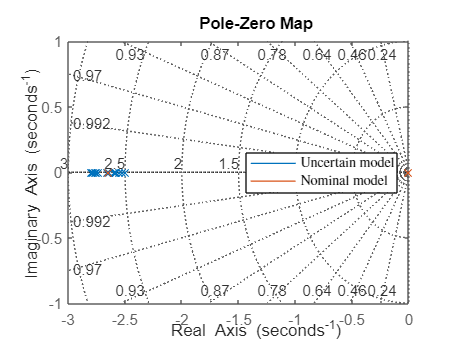 Pole-Zero Map
1
0.5
0
-0.5
-1
Imaginary Axis (seconds-1)
0.93 0.87 0.78 0.64 0.46 0.24
0.97
0.992
3 2.5 2 1.5
Uncertain model
Nominal model
0.992
0.97
0.93 0.87 0.78 0.64 0.46 0.24
-3 -2.5 -2 -1.5 -1 -0.5 0
Real Axis (seconds-1)